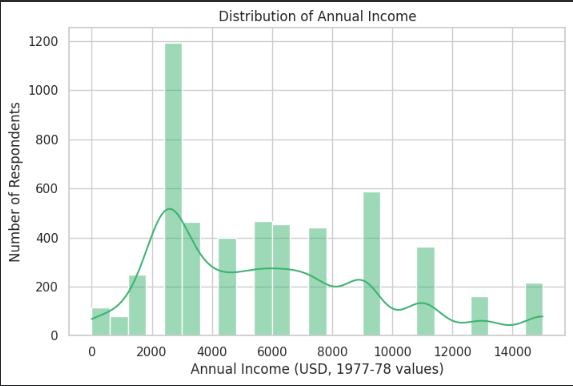 Distribution of Annual Income
1200
1000
800
600
400
200
0
Number of Respondents
0 2000 4000 6000 8000 10000 12000 14000
Annual Income (USD, 1977-78 values)